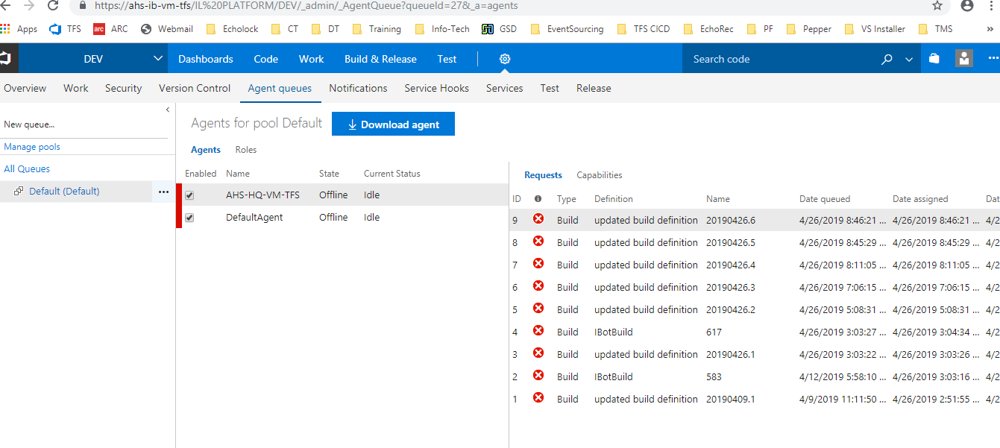 https://ahs-ib-vm-tfs/IL%20PLATFORM/DEV/_admin/_AgentQueue?queueId=27&_a=agents
Apps TFS arc ARC Webmail Echolock CT DT Training Info-Tech GSD EventSourcing TFS CICD EchoRec PF Pepper VS Installer TMS »
DEV Dashboards Code Work Build & Release Test Search code
Overview Work Security Version Control Agent queues Notifications Service Hooks Services Test Release
New queue...
Manage pools
All Queues
Default (Default) ...
Agents for pool Default Download agent
Agents Roles
Enabled Name State Current Status
AHS-HQ-VM-TFS Offline Idle
DefaultAgent Offline Idle
Requests Capabilities
ID Type Definition Name Date queued Date assigned Dat
9 Build updated build definition 20190426.6 4/26/2019 8:46:21 ... 4/26/2019 8:46:21 ... 4/2
8 Build updated build definition 20190426.5 4/26/2019 8:45:29 ... 4/26/2019 8:45:29 ... 4/2
7 Build updated build definition 20190426.4 4/26/2019 8:11:05 ... 4/26/2019 8:11:05 ... 4/2
6 Build updated build definition 20190426.3 4/26/2019 7:06:15 ... 4/26/2019 7:06:15 ... 4/2
5 Build updated build definition 20190426.2 4/26/2019 5:08:31 ... 4/26/2019 5:08:31 ... 4/2
4 Build IBotBuild 617 4/26/2019 3:03:27 ... 4/26/2019 3:04:34 ... 4/2
3 Build updated build definition 20190426.1 4/26/2019 3:03:22 ... 4/26/2019 3:03:26 ... 4/2
2 Build IBotBuild 583 4/12/2019 5:58:10 ... 4/26/2019 3:03:16 ... 4/2
1 Build updated build definition 20190409.1 4/9/2019 11:11:50 ... 4/26/2019 2:51:55 ... 4/2